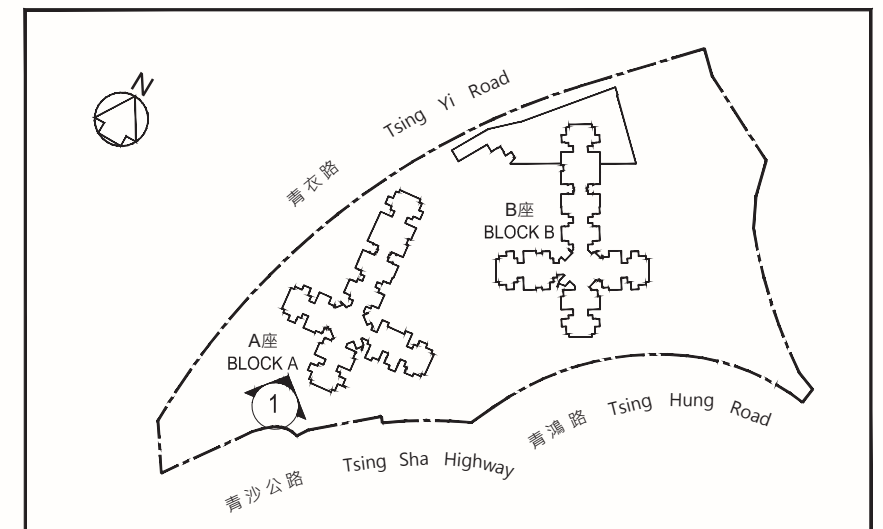 N
Tsing Yi Road
青衣路
B座
BLOCK B
A座
BLOCK A
1
Tsing Hung Road
青鴻路
Tsing Sha Highway
青沙公路